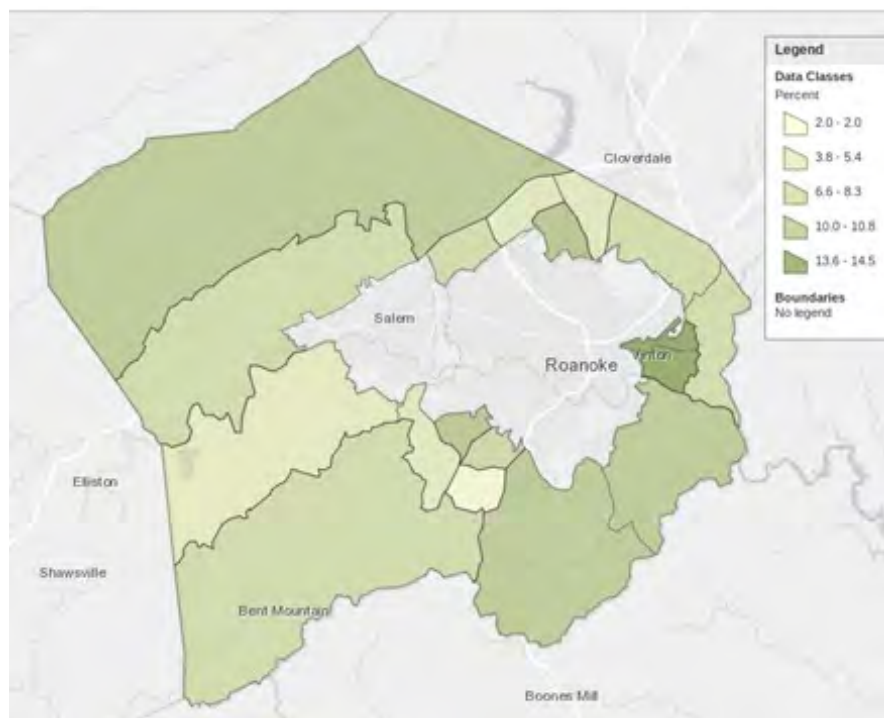 Legend
Data Classes
Percent
2.0 - 2.0
3.8 - 5.4
6.6 - 8.3
10.0 - 10.8
13.6 - 14.5
Boundaries
No legend
Cloverdale
Salem
Roanoke
Vinton
Elliston
Shawsville
Bent Mountain
Boones Mill